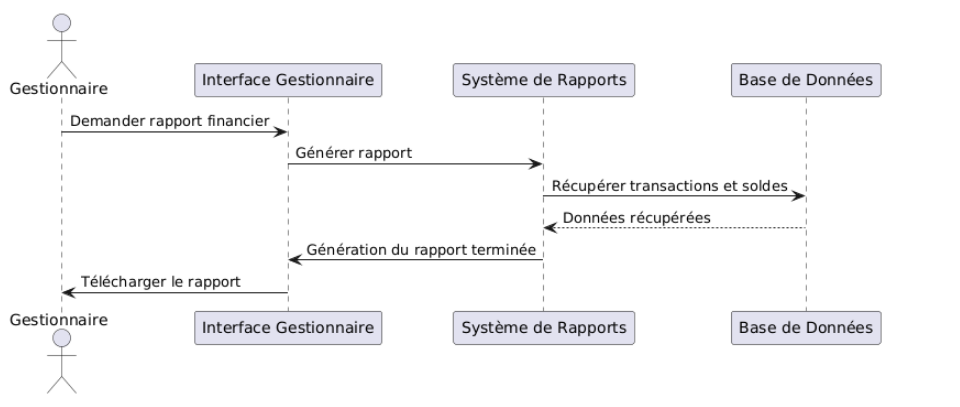 Gestionnaire
Interface Gestionnaire
Système de Rapports
Base de Données
Demander rapport financier
Générer rapport
Récupérer transactions et soldes
Données récupérées
Génération du rapport terminée
Télécharger le rapport
Gestionnaire
Interface Gestionnaire
Système de Rapports
Base de Données